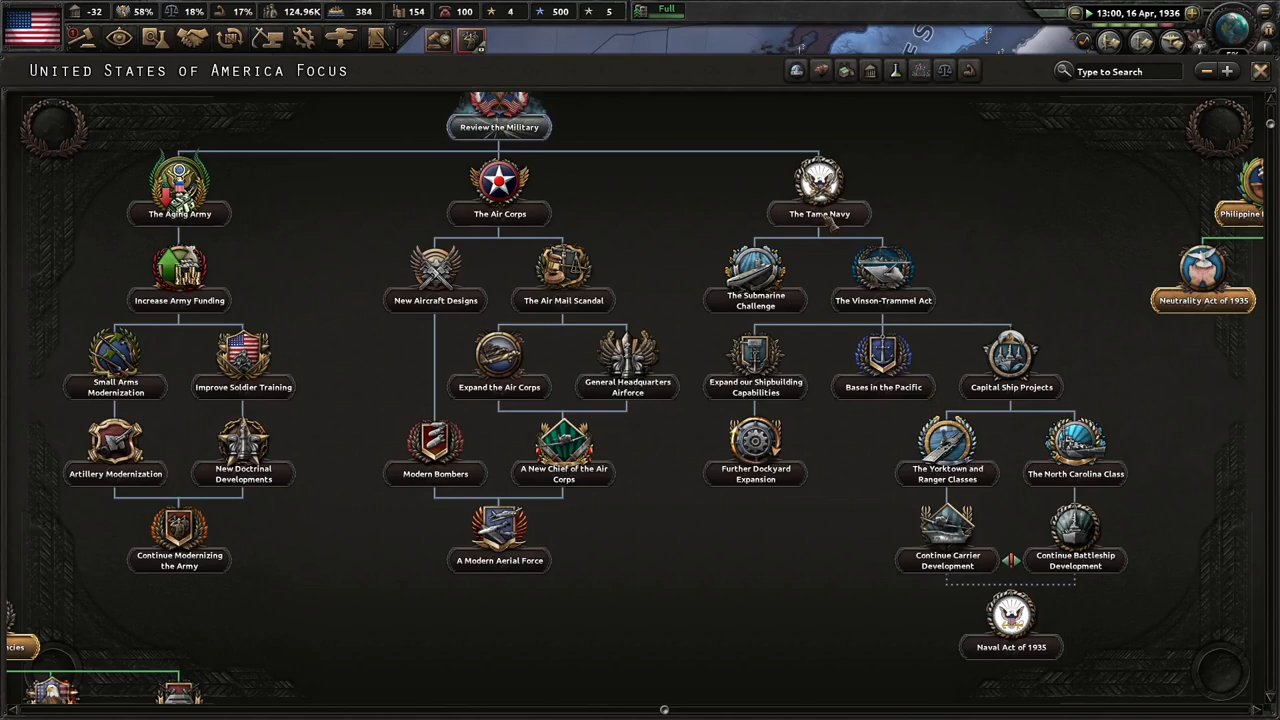 -32
58%
18%
17%
124.96K
384
154
100
4
500
5
Full
13:00, 16 Apr, 1936
UNITED STATES OF AMERICA FOCUS
Type to Search
Review the Military
The Aging Army
The Air Corps
The Tame Navy
Philippine
Increase Army Funding
New Aircraft Designs
The Air Mail Scandal
The Submarine
Challenge
The Vinson-Trammel Act
Neutrality Act of 1935
Small Arms
Modernization
Improve Soldier Training
Expand the Air Corps
General Headquarters
Airforce
Expand our Shipbuilding
Capabilities
Bases in the Pacific
Capital Ship Projects
Artillery Modernization
New Doctrinal
Developments
Modern Bombers
A New Chief of the Air
Corps
Further Dockyard
Expansion
The Yorktown and
Ranger Classes
The North Carolina Class
Continue Modernizing
the Army
A Modern Aerial Force
Continue Carrier
Development
Continue Battleship
Development
Naval Act of 1935
ncies